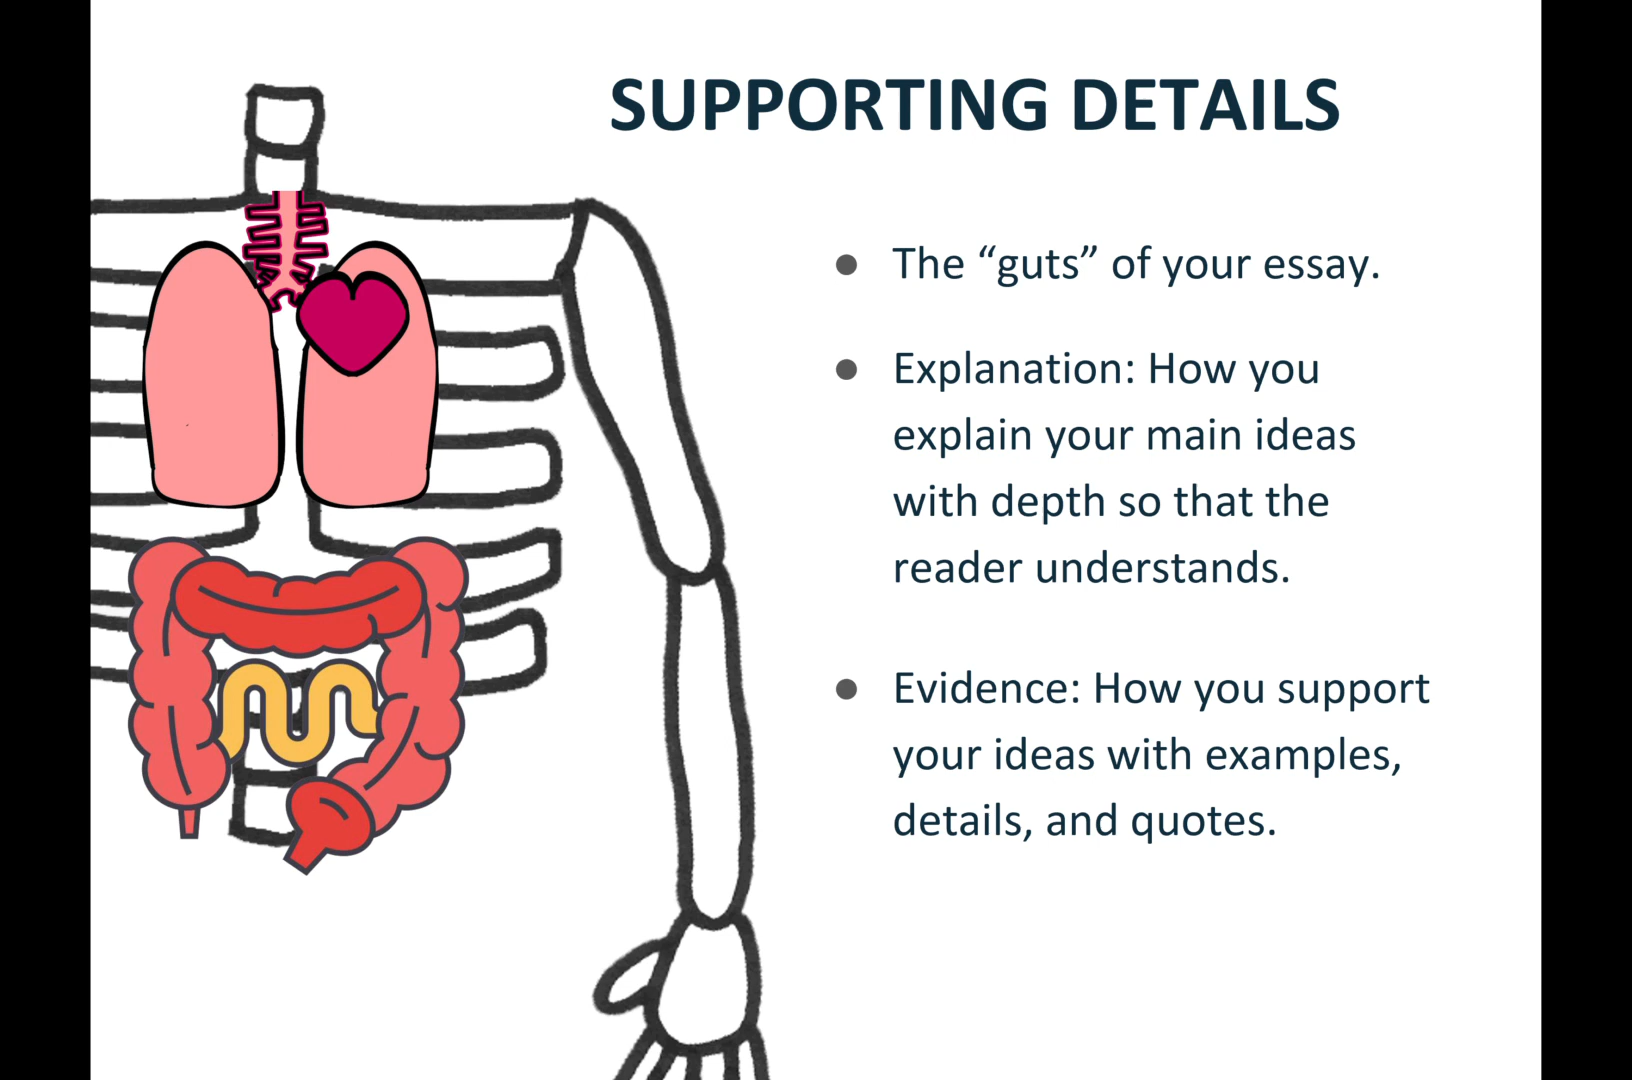 SUPPORTING DETAILS
● The “guts” of your essay.
● Explanation: How you
explain your main ideas
with depth so that the
reader understands.
● Evidence: How you support
your ideas with examples,
details, and quotes.